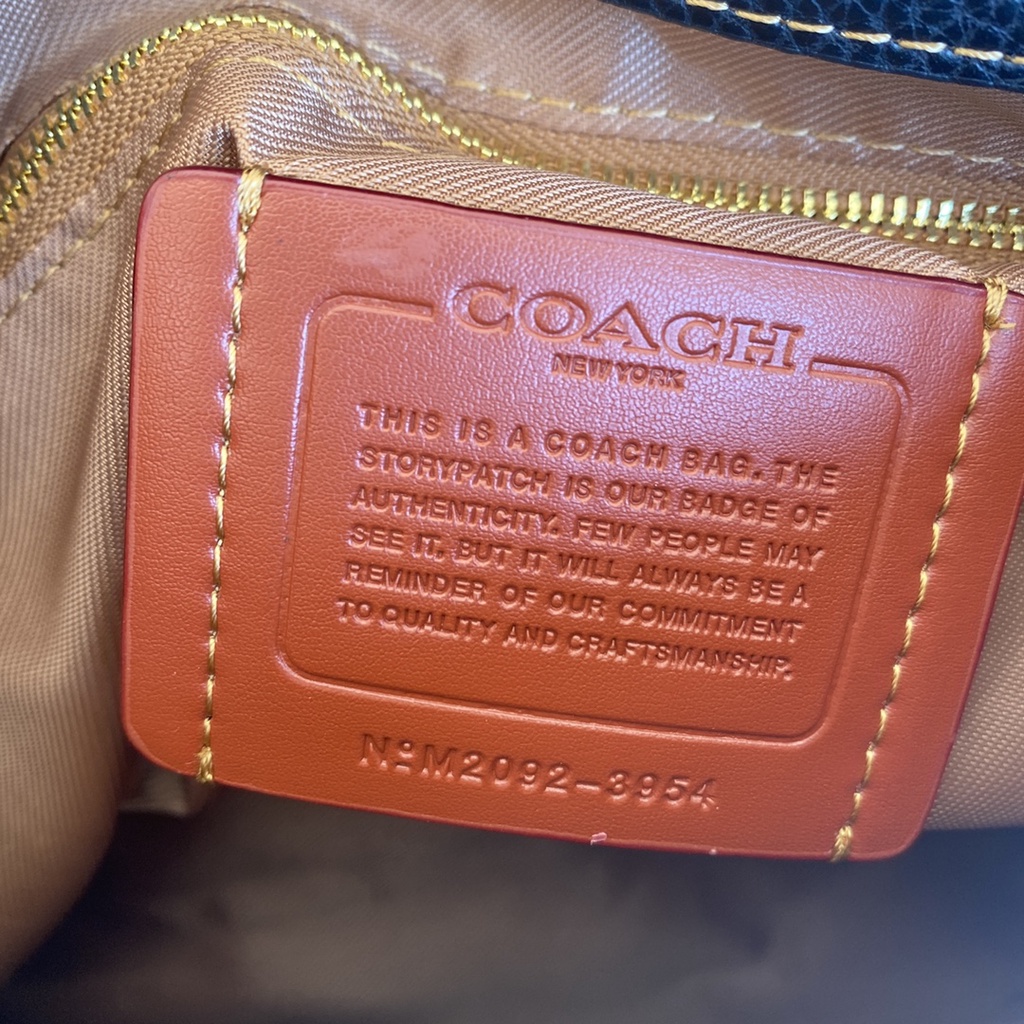 COACH
NEW YORK
THIS IS A COACH BAG. THE
STORYPATCH IS OUR BADGE OF
AUTHENTICITY. FEW PEOPLE MAY
SEE IT, BUT IT WILL ALWAYS BE A
REMINDER OF OUR COMMITMENT
TO QUALITY AND CRAFTSMANSHIP.
Nº M2092-3954